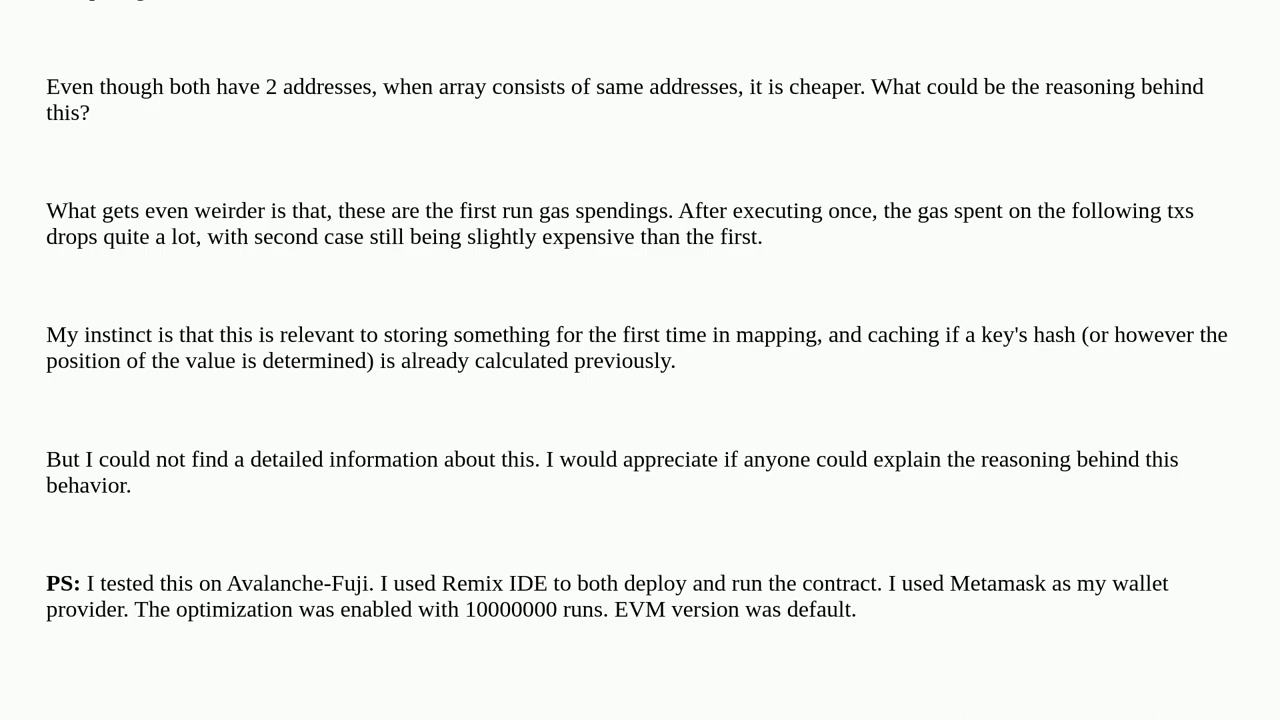 Even though both have 2 addresses, when array consists of same addresses, it is cheaper. What could be the reasoning behind
this?
What gets even weirder is that, these are the first run gas spendings. After executing once, the gas spent on the following txs
drops quite a lot, with second case still being slightly expensive than the first.
My instinct is that this is relevant to storing something for the first time in mapping, and caching if a key's hash (or however the
position of the value is determined) is already calculated previously.
But I could not find a detailed information about this. I would appreciate if anyone could explain the reasoning behind this
behavior.
PS: I tested this on Avalanche-Fuji. I used Remix IDE to both deploy and run the contract. I used Metamask as my wallet
provider. The optimization was enabled with 10000000 runs. EVM version was default.